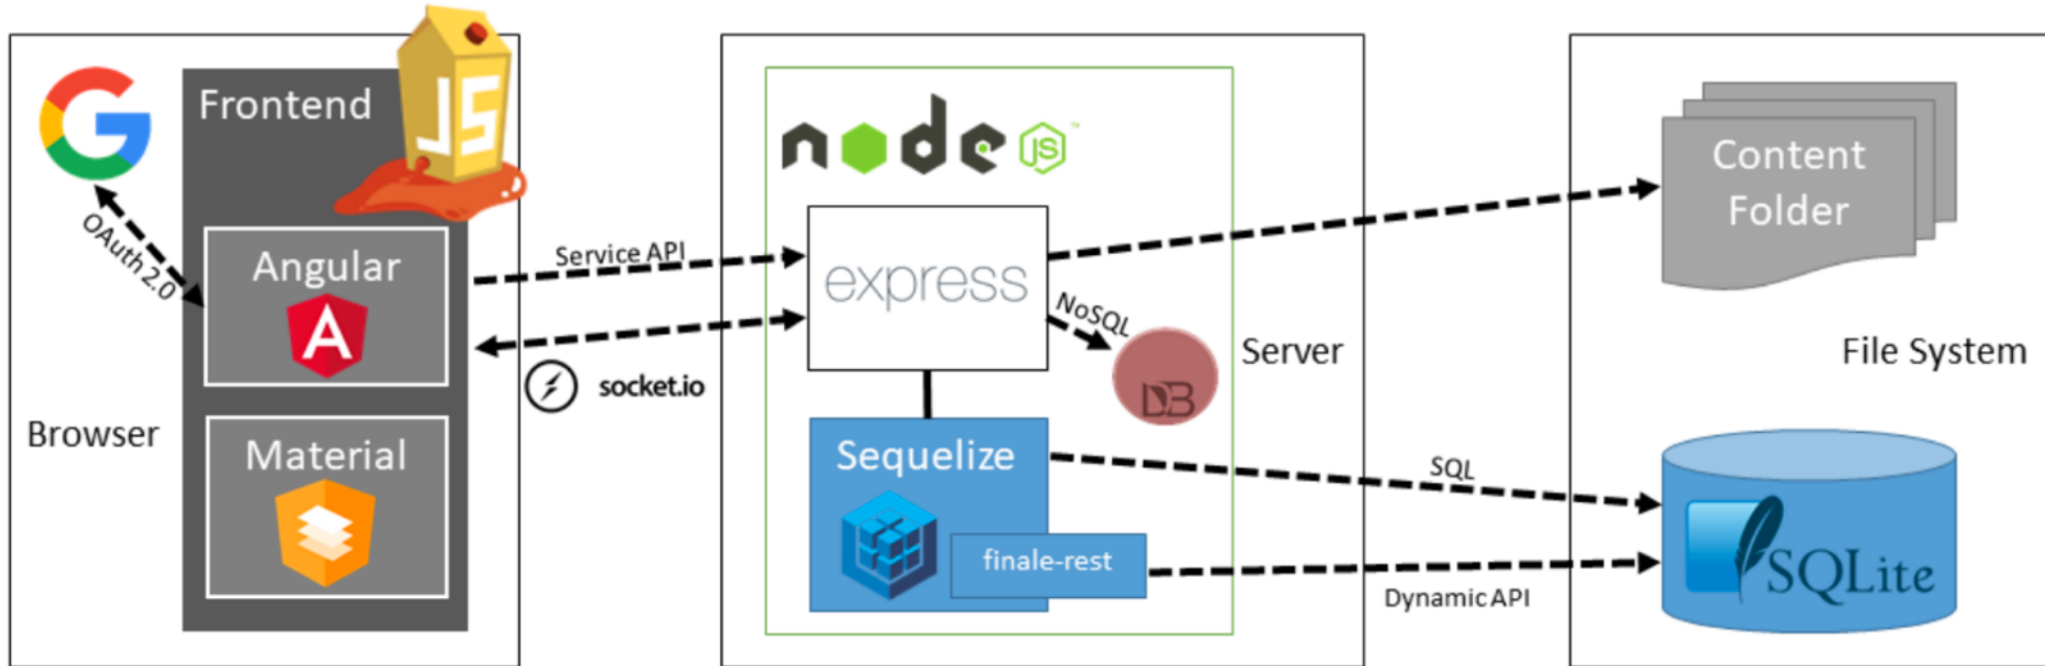 Frontend
JS
OAuth 2.0
Angular
A
Browser
Material
Service API
socket.io
node
JS
™
express
NoSQL
DB
Server
Sequelize
finale-rest
SQL
Dynamic API
Content
Folder
File System
SQLite